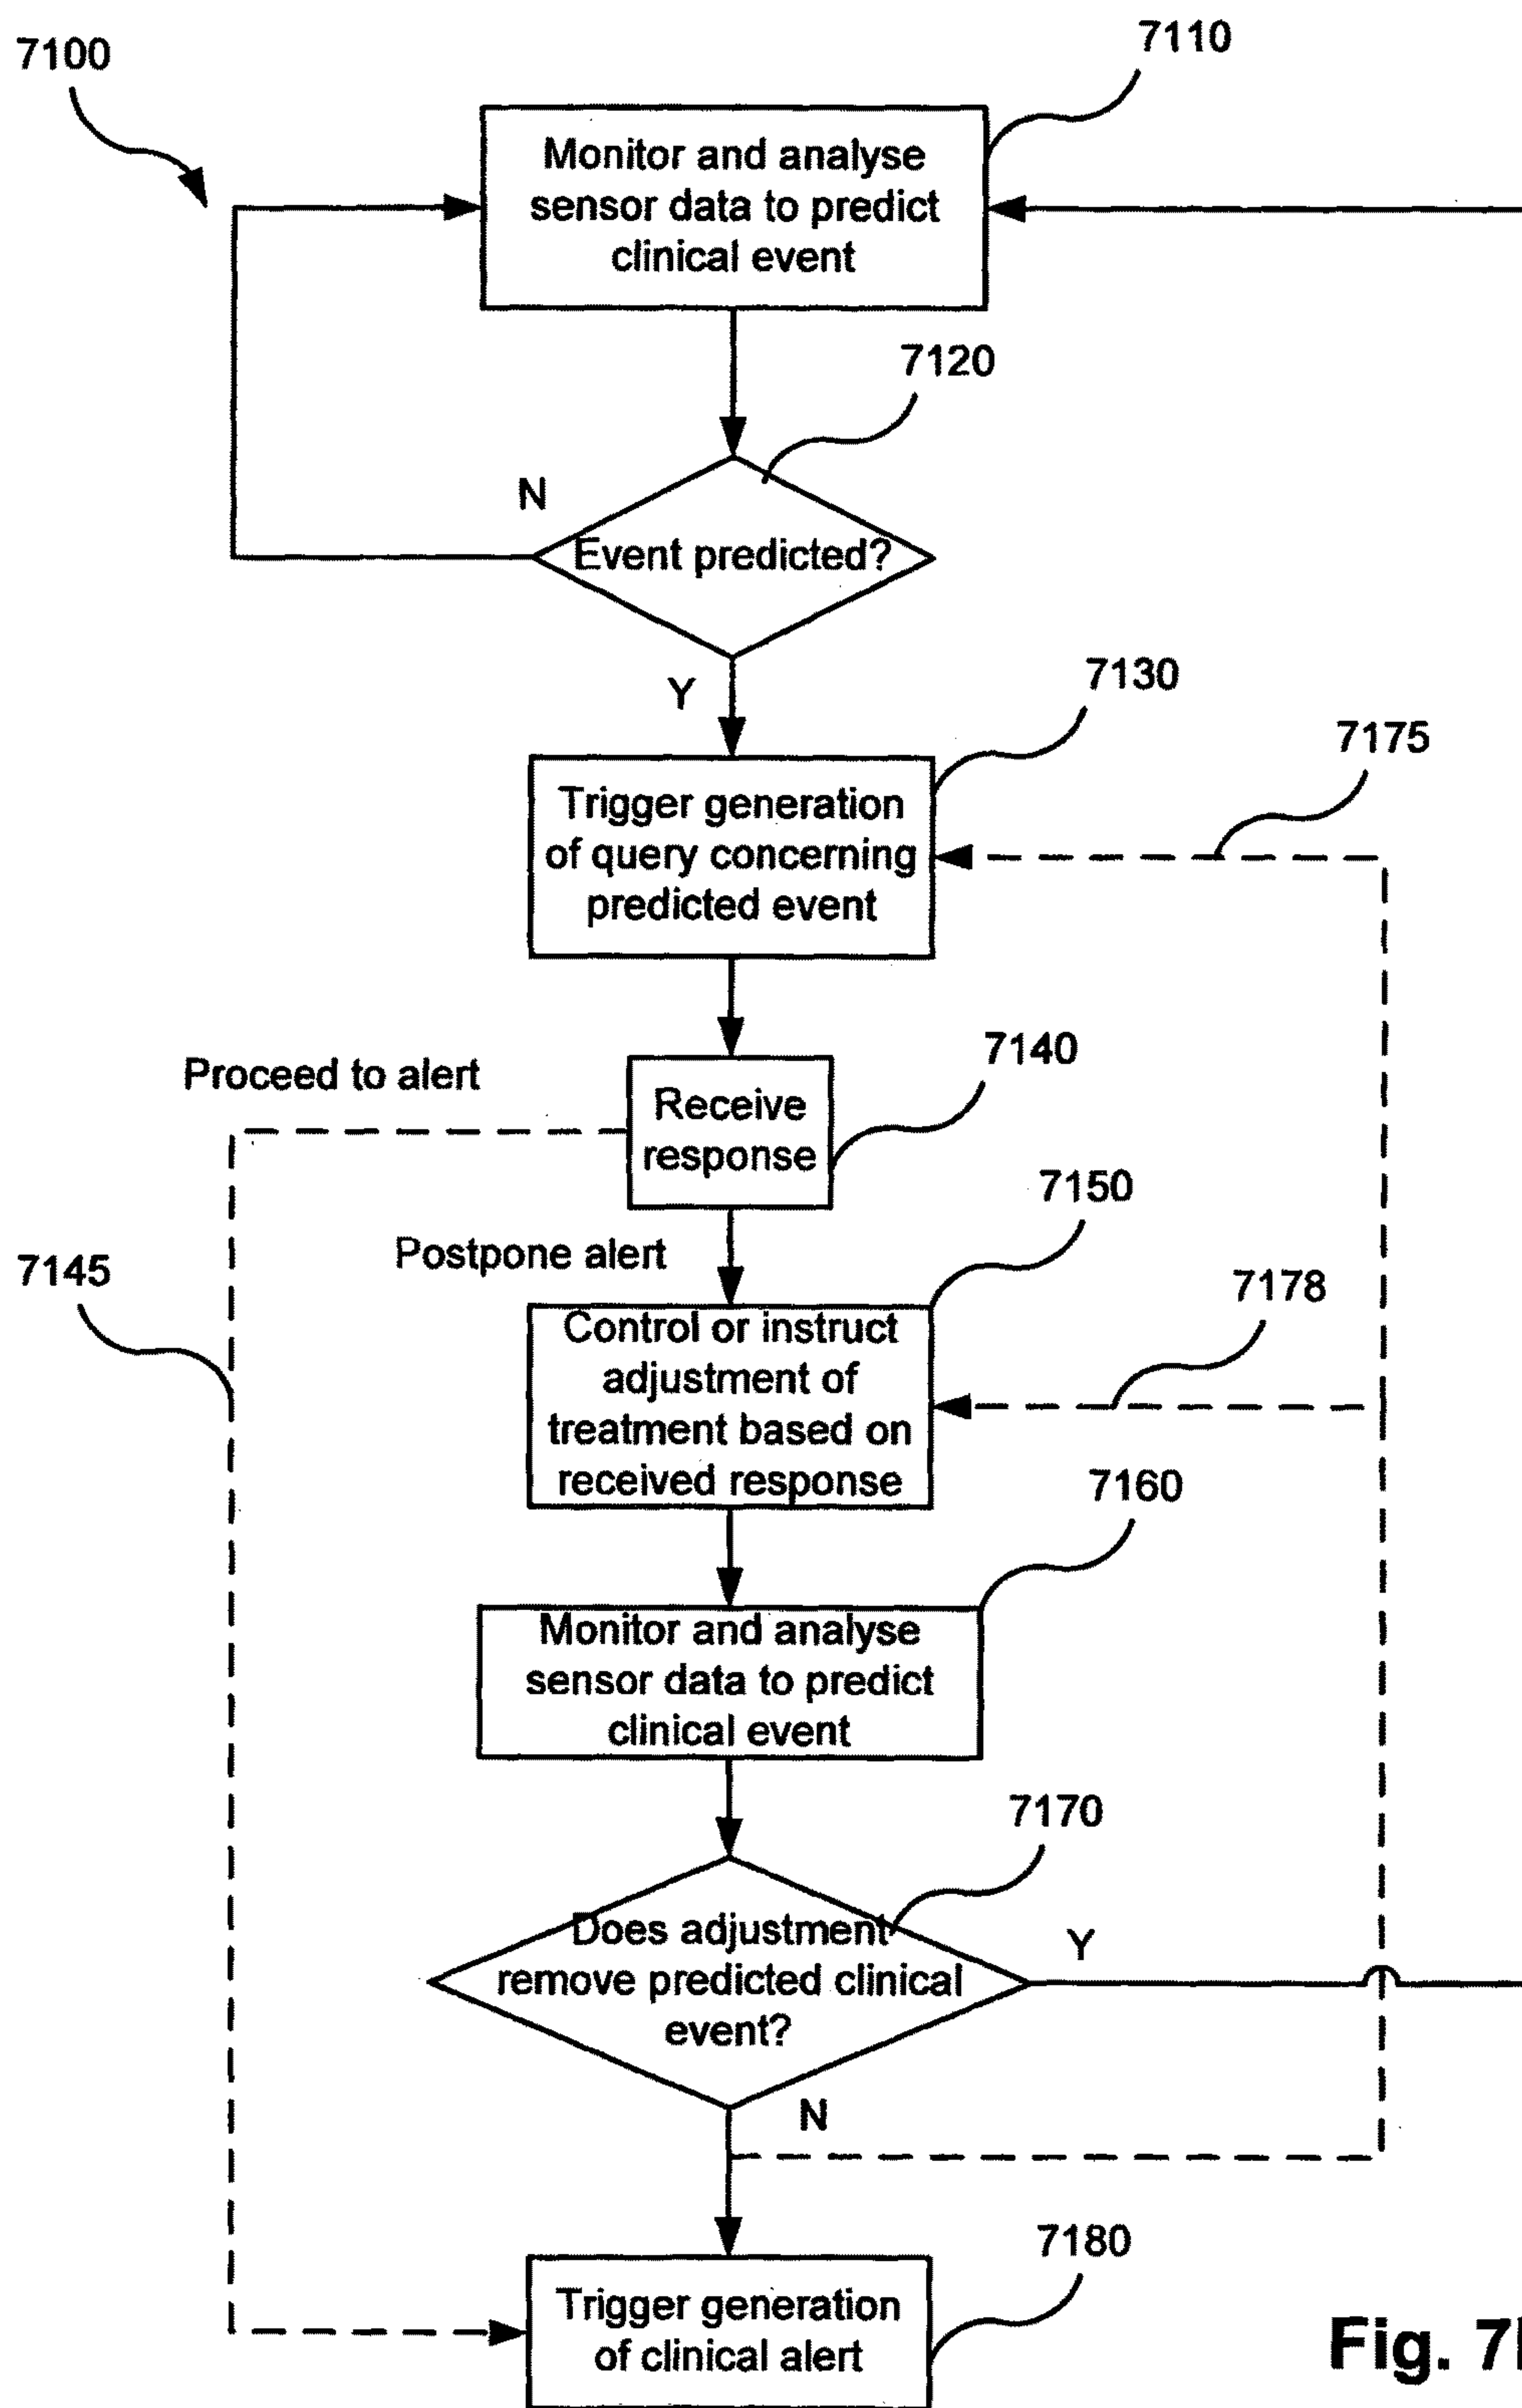 7100
7110
Monitor and analyse
sensor data to predict
clinical event
7120
N
Event predicted?
Y
7130
7175
Trigger generation
of query concerning
predicted event
7140
Proceed to alert
Receive
response
7150
Postpone alert
7145
7178
Control or instruct
adjustment of
treatment based on
received response
7160
Monitor and analyse
sensor data to predict
clinical event
7170
Does adjustment
remove predicted clinical
event?
Y
N
7180
Trigger generation
of clinical alert
Fig.